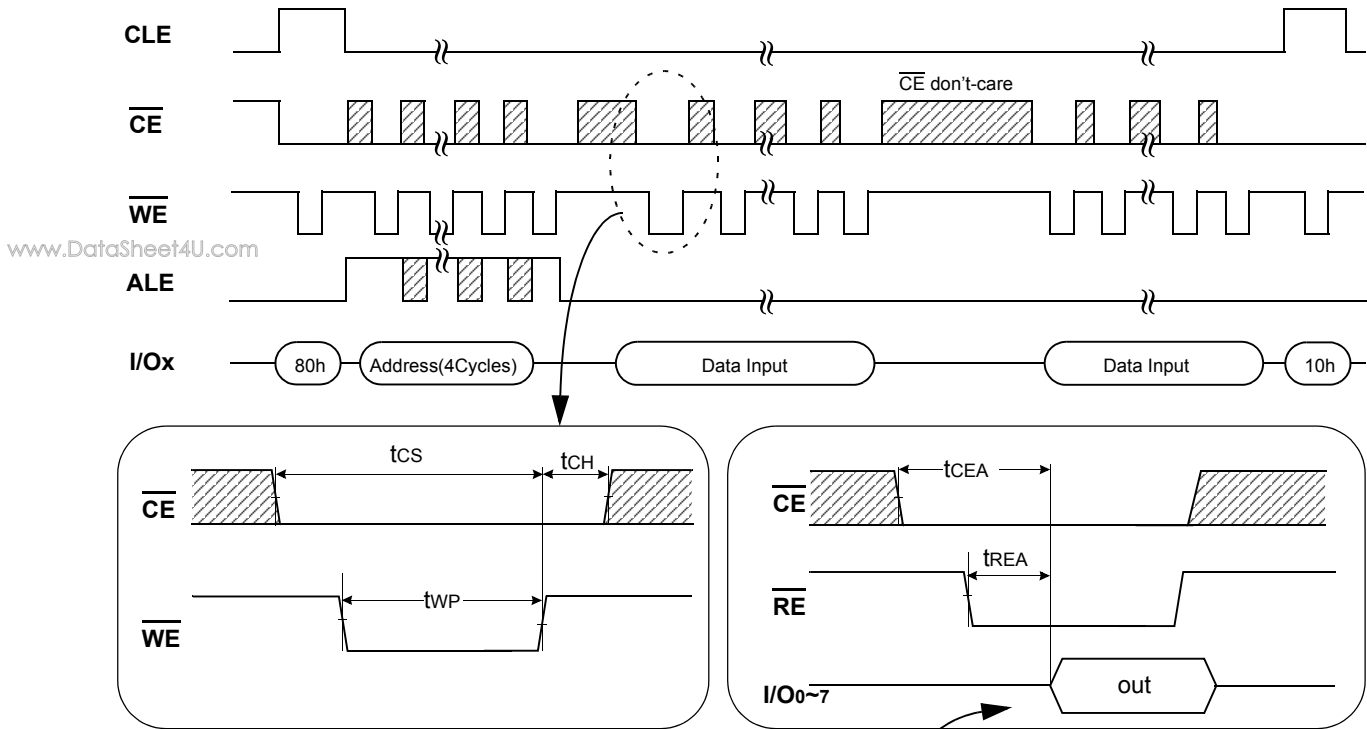 CLE
CE don't-care
CE
WE
www.DataSheet4U.com
ALE
I/Ox
80h
Address(4Cycles)
Data Input
Data Input
10h
tCS
tCH
CE
tWP
WE
tCEA
CE
tREA
RE
I/O0~7
out